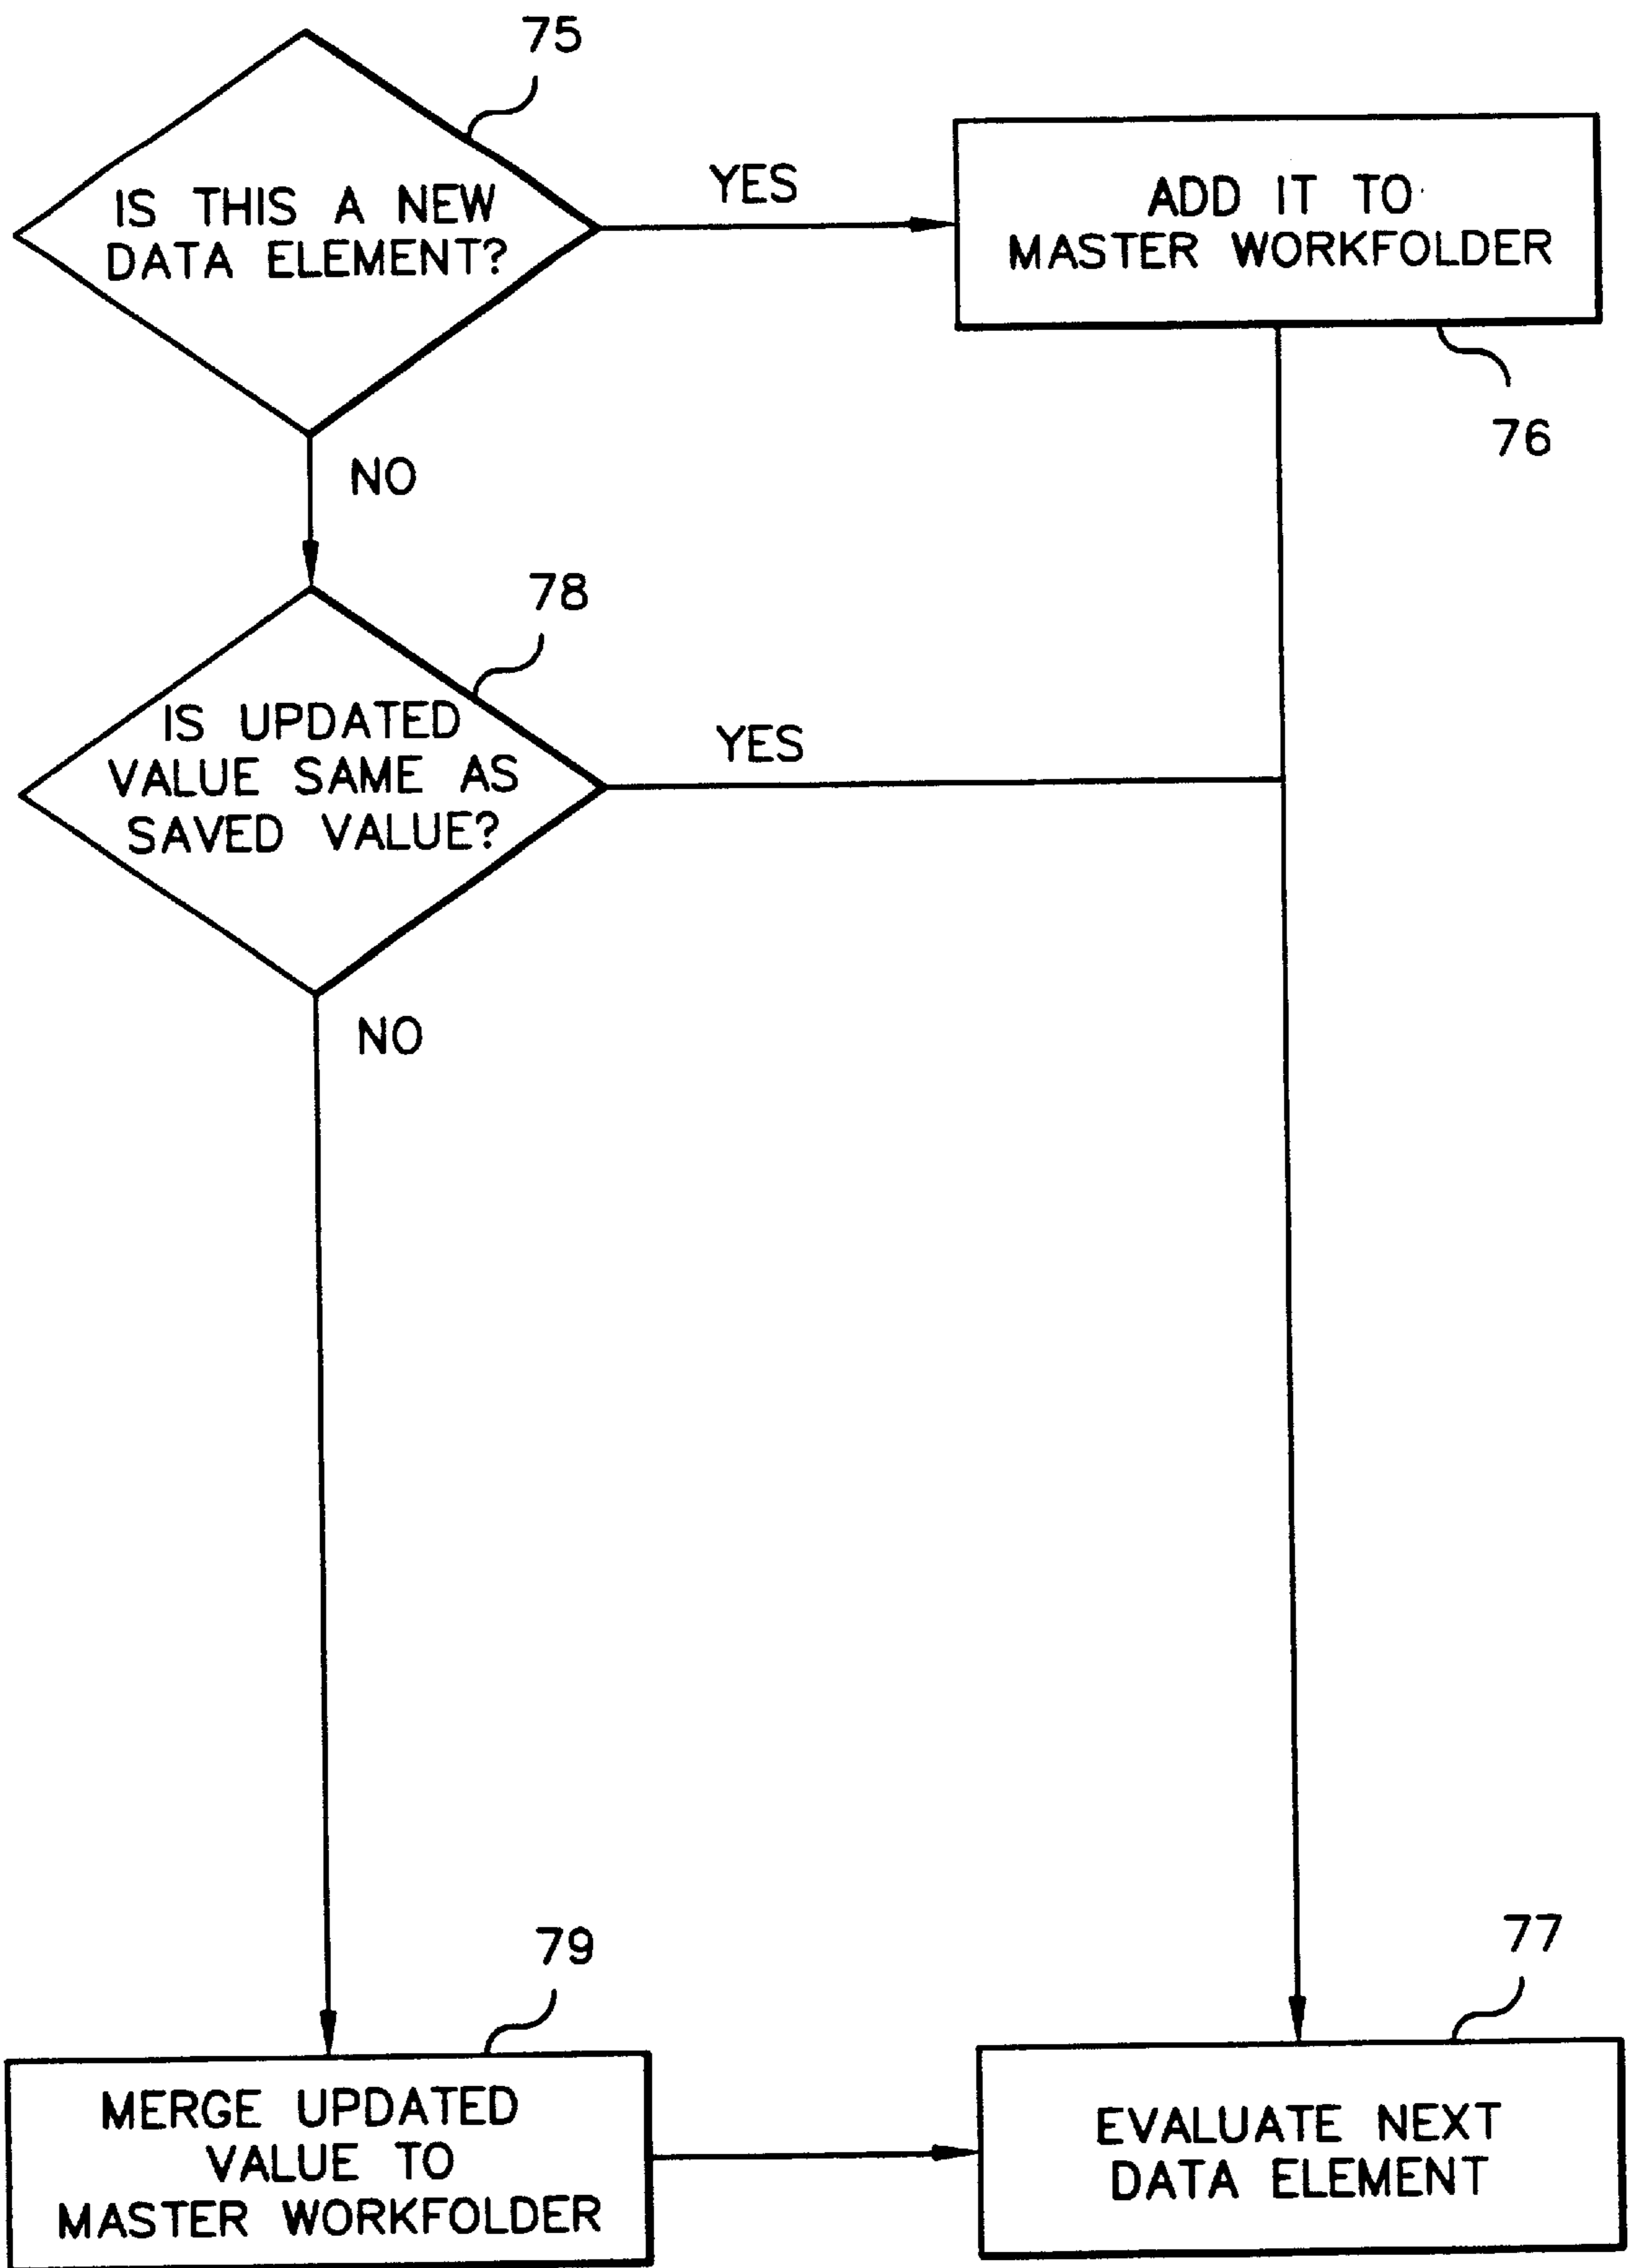 75
IS THIS A NEW
DATA ELEMENT?
YES
ADD IT TO
MASTER WORKFOLDER
76
NO
78
IS UPDATED
VALUE SAME AS
SAVED VALUE?
YES
NO
79
MERGE UPDATED
VALUE TO
MASTER WORKFOLDER
77
EVALUATE NEXT
DATA ELEMENT